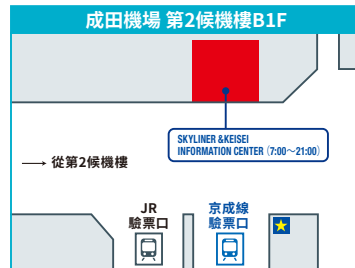 成田機場 第2候機樓B1F
SKYLINER &KEISEI
INFORMATION CENTER (7:00～21:00)
→ 從第2候機樓
JR
驗票口
京成線
驗票口